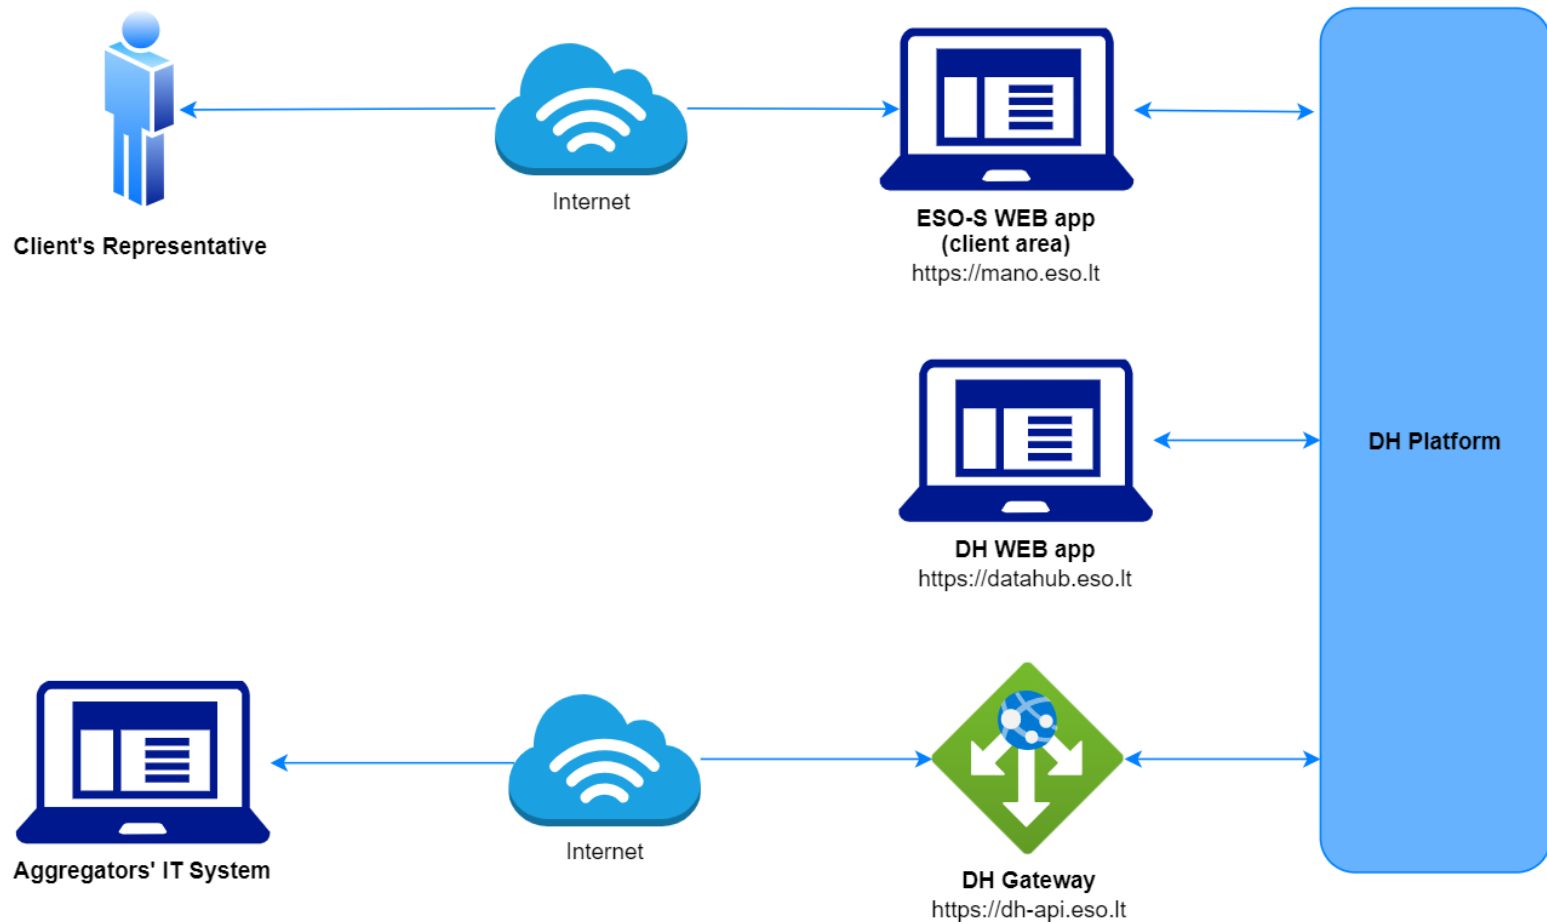 Internet
ESO-S WEB app
(client area)
https://mano.eso.lt
Client's Representative
DH Platform
DH WEB app
https://datahub.eso.lt
Internet
Aggregators' IT System
DH Gateway
https://dh-api.eso.lt